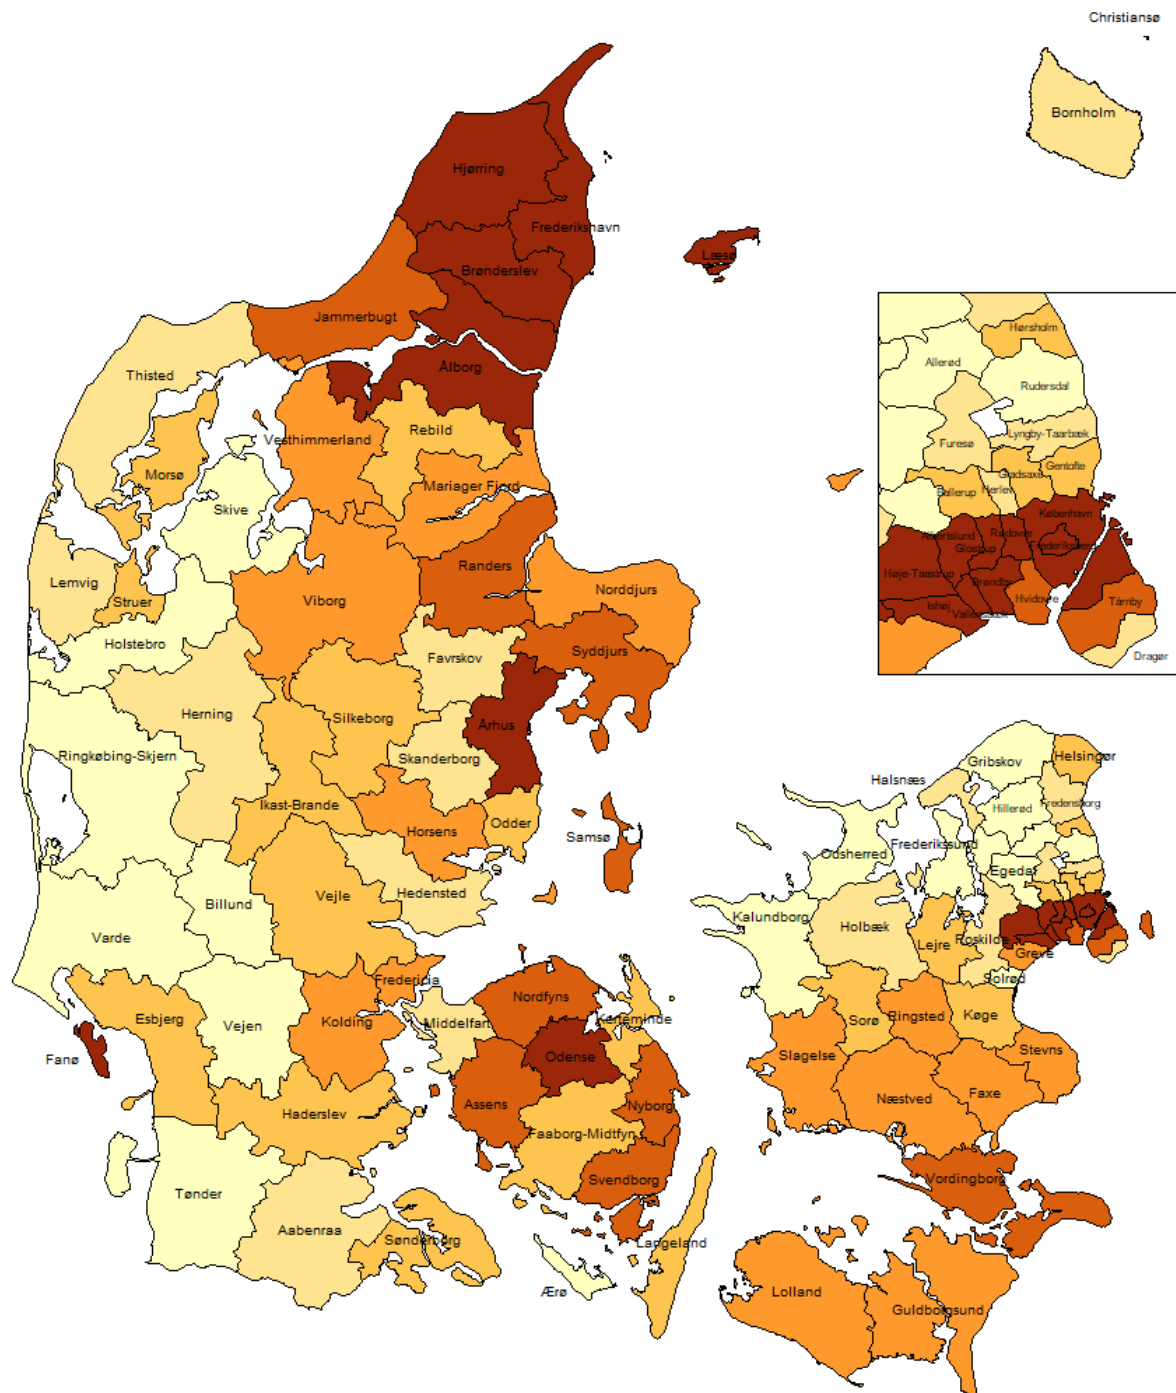 Christiansø
Bornholm
Hjørring
Frederikshavn
Læsø
Brønderslev
Jammerbugt
Ålborg
Thisted
Vesthimmerland
Rebild
Morsø
Mariager Fjord
Skive
Randers
Lemvig
Struer
Viborg
Norddjurs
Holstebro
Favrskov
Syddjurs
Herning
Silkeborg
Århus
Ringkøbing-Skjern
Skanderborg
Ikast-Brande
Horsens
Odder
Samsø
Hedensted
Vejle
Billund
Varde
Fredericia
Esbjerg
Vejen
Kolding
Fanø
Haderslev
Tønder
Aabenraa
Sønderborg
Nordfyns
Middelfart
Kerteminde
Odense
Assens
Nyborg
Faaborg-Midtfyn
Svendborg
Langeland
Ærø
Hørsholm
Allerød
Rudersdal
Furesø
Lyngby-Taarbæk
Gentofte
Gladsaxe
Ballerup
Herlev
København
Albertslund
Rødovre
Glostrup
Frederiksberg
Høje-Taastrup
Brøndby
Hvidovre
Ishøj
Vallensbæk
Tårnby
Dragør
Gribskov
Helsingør
Halsnæs
Hillerød
Fredensborg
Frederikssund
Odsherred
Egedal
Kalundborg
Holbæk
Lejre
Roskilde
Greve
Solrød
Sorø
Ringsted
Køge
Slagelse
Stevns
Næstved
Faxe
Vordingborg
Lolland
Guldborgsund